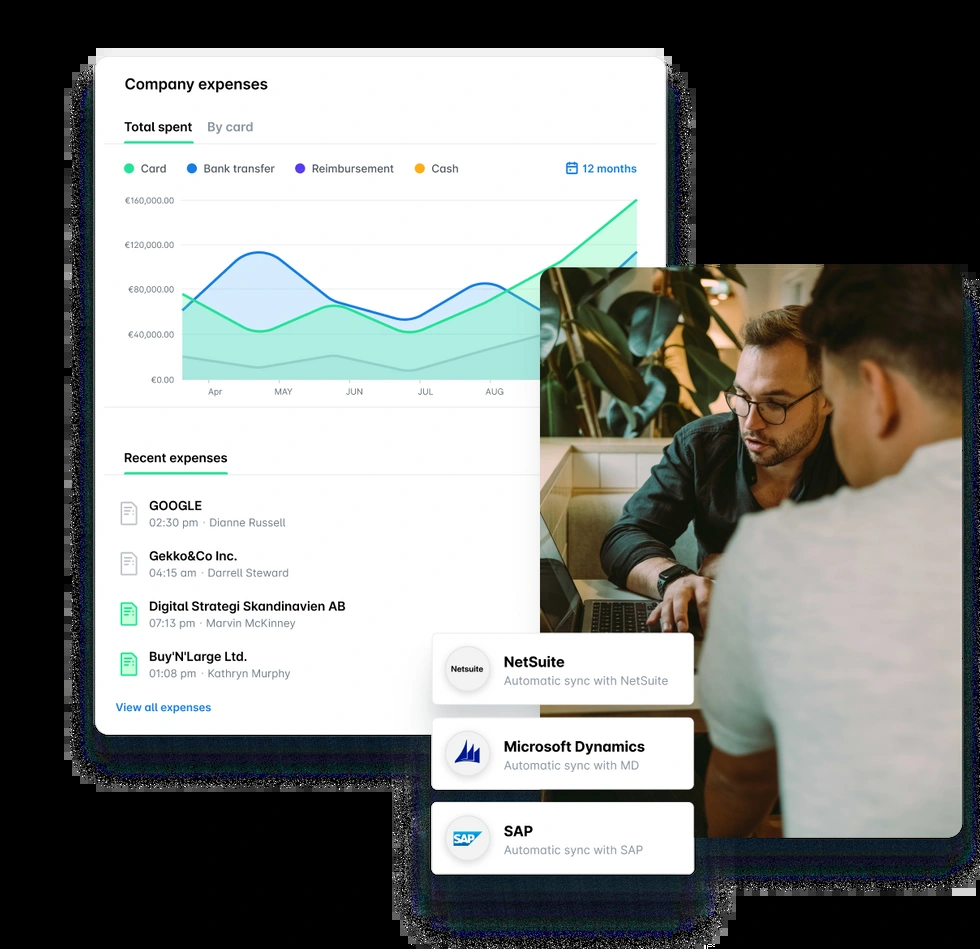 Company expenses
Total spent By card
Card Bank transfer Reimbursement Cash 12 months
€160,000.00
€120,000.00
€80,000.00
€40,000.00
€0.00
Apr MAY JUN JUL AUG
Recent expenses
GOOGLE
02:30 pm · Dianne Russell
Gekko&Co Inc.
04:15 am · Darrell Steward
Digital Strategi Skandinavien AB
07:13 pm · Marvin McKinney
Buy'N'Large Ltd.
01:08 pm · Kathryn Murphy
View all expenses
Netsuite
NetSuite
Automatic sync with NetSuite
Microsoft Dynamics
Automatic sync with MD
SAP
SAP
Automatic sync with SAP